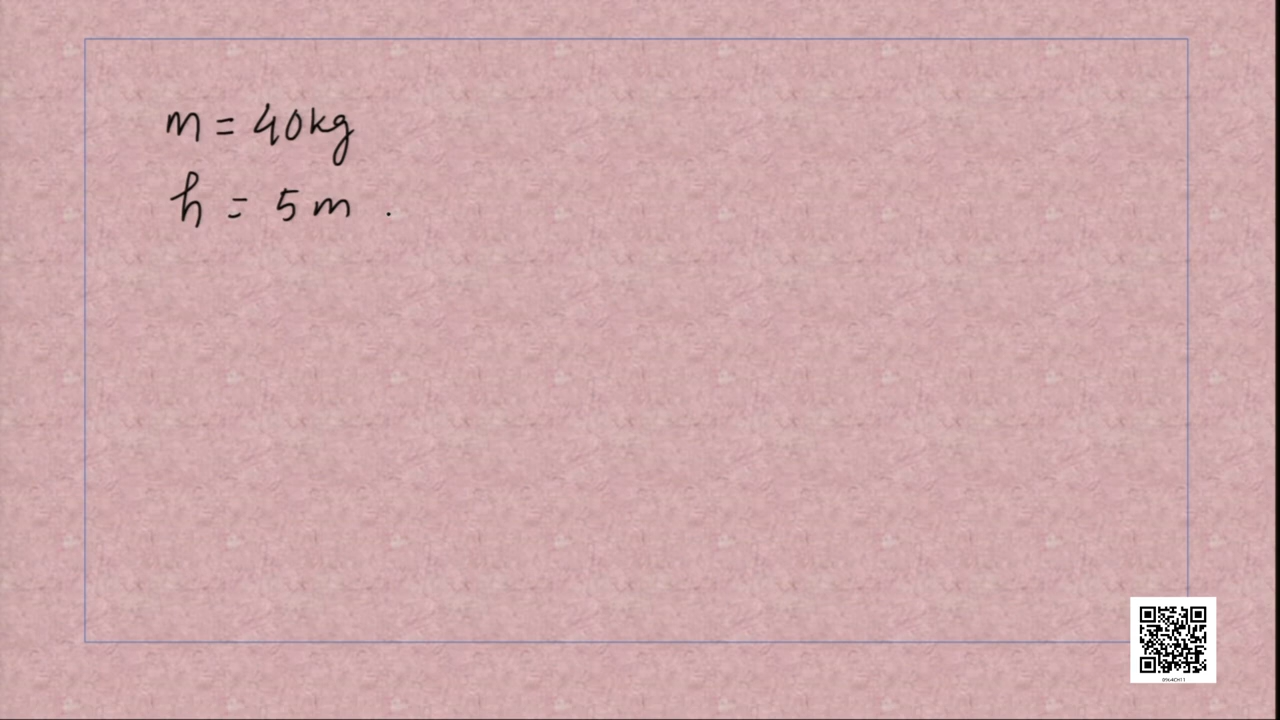 m = 40kg
h = 5 m .